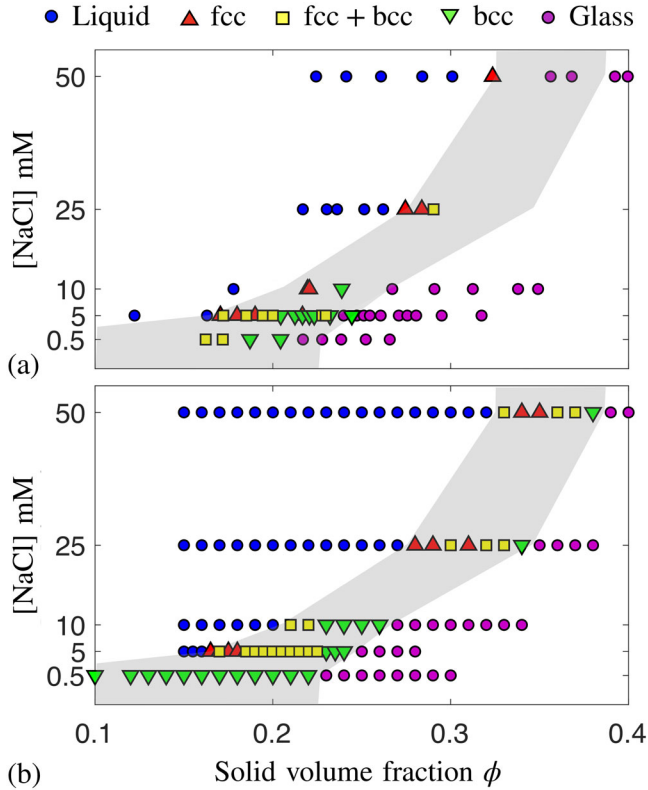 Liquid fcc fcc + bcc bcc Glass
50
25
10
5
0.5
[NaCl] mM
(a)
50
25
10
5
0.5
[NaCl] mM
0.1 0.2 0.3 0.4
(b) Solid volume fraction ϕ